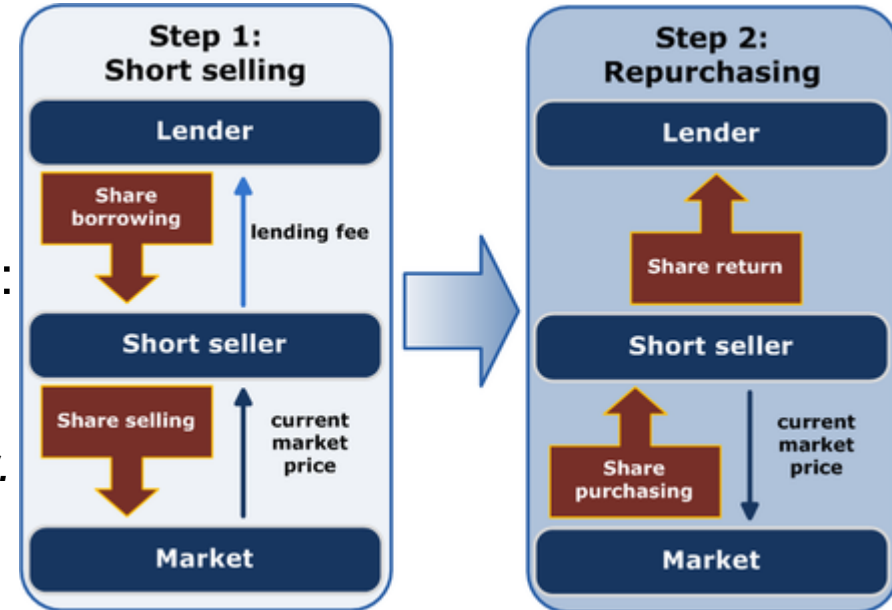 Step 1:
Short selling
Lender
Share
borrowing
lending fee
:
Short seller
Share selling
current
market
price
Market
Step 2:
Repurchasing
Lender
Share return
Short seller
Share
purchasing
current
market
price
Market